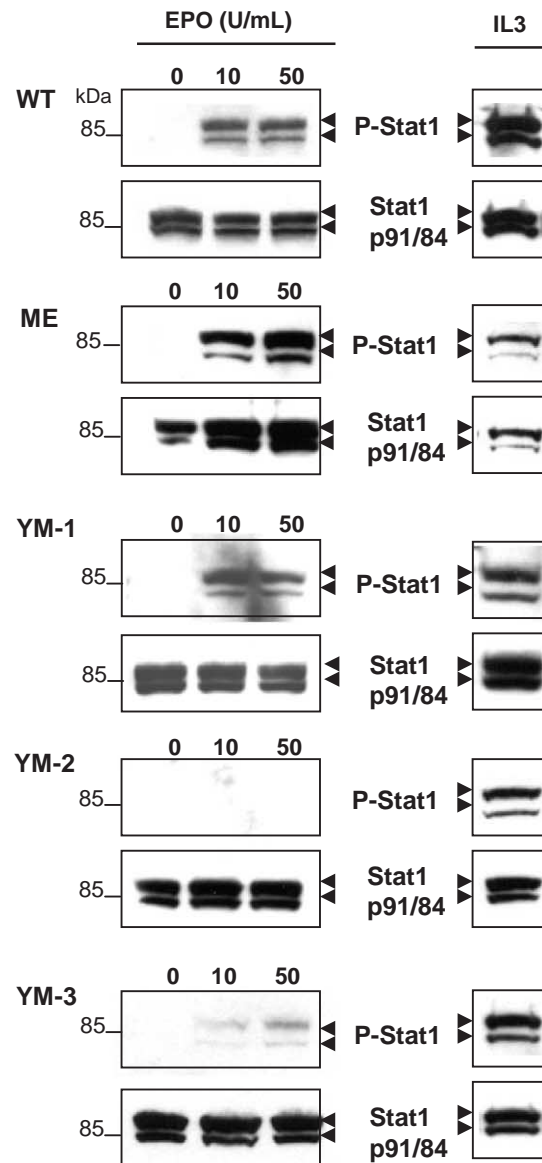 EPO (U/mL) IL3
0 10 50
WT kDa
85 P-Stat1
85 Stat1
p91/84
0 10 50
ME
85 P-Stat1
85 Stat1
p91/84
YM-1 0 10 50
85 P-Stat1
85 Stat1
p91/84
YM-2 0 10 50
85 P-Stat1
85 Stat1
p91/84
YM-3 0 10 50
85 P-Stat1
85 Stat1
p91/84